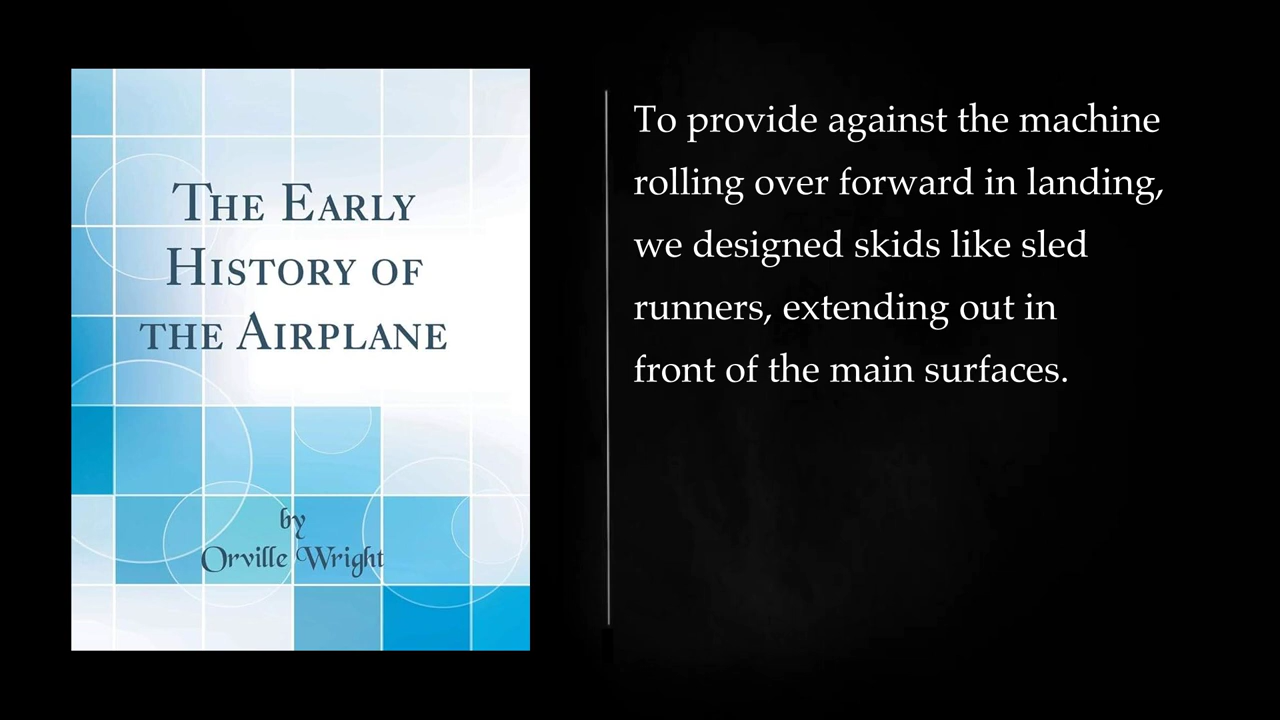 The Early
History of
the Airplane
by
Orville Wright
To provide against the machine
rolling over forward in landing,
we designed skids like sled
runners, extending out in
front of the main surfaces.